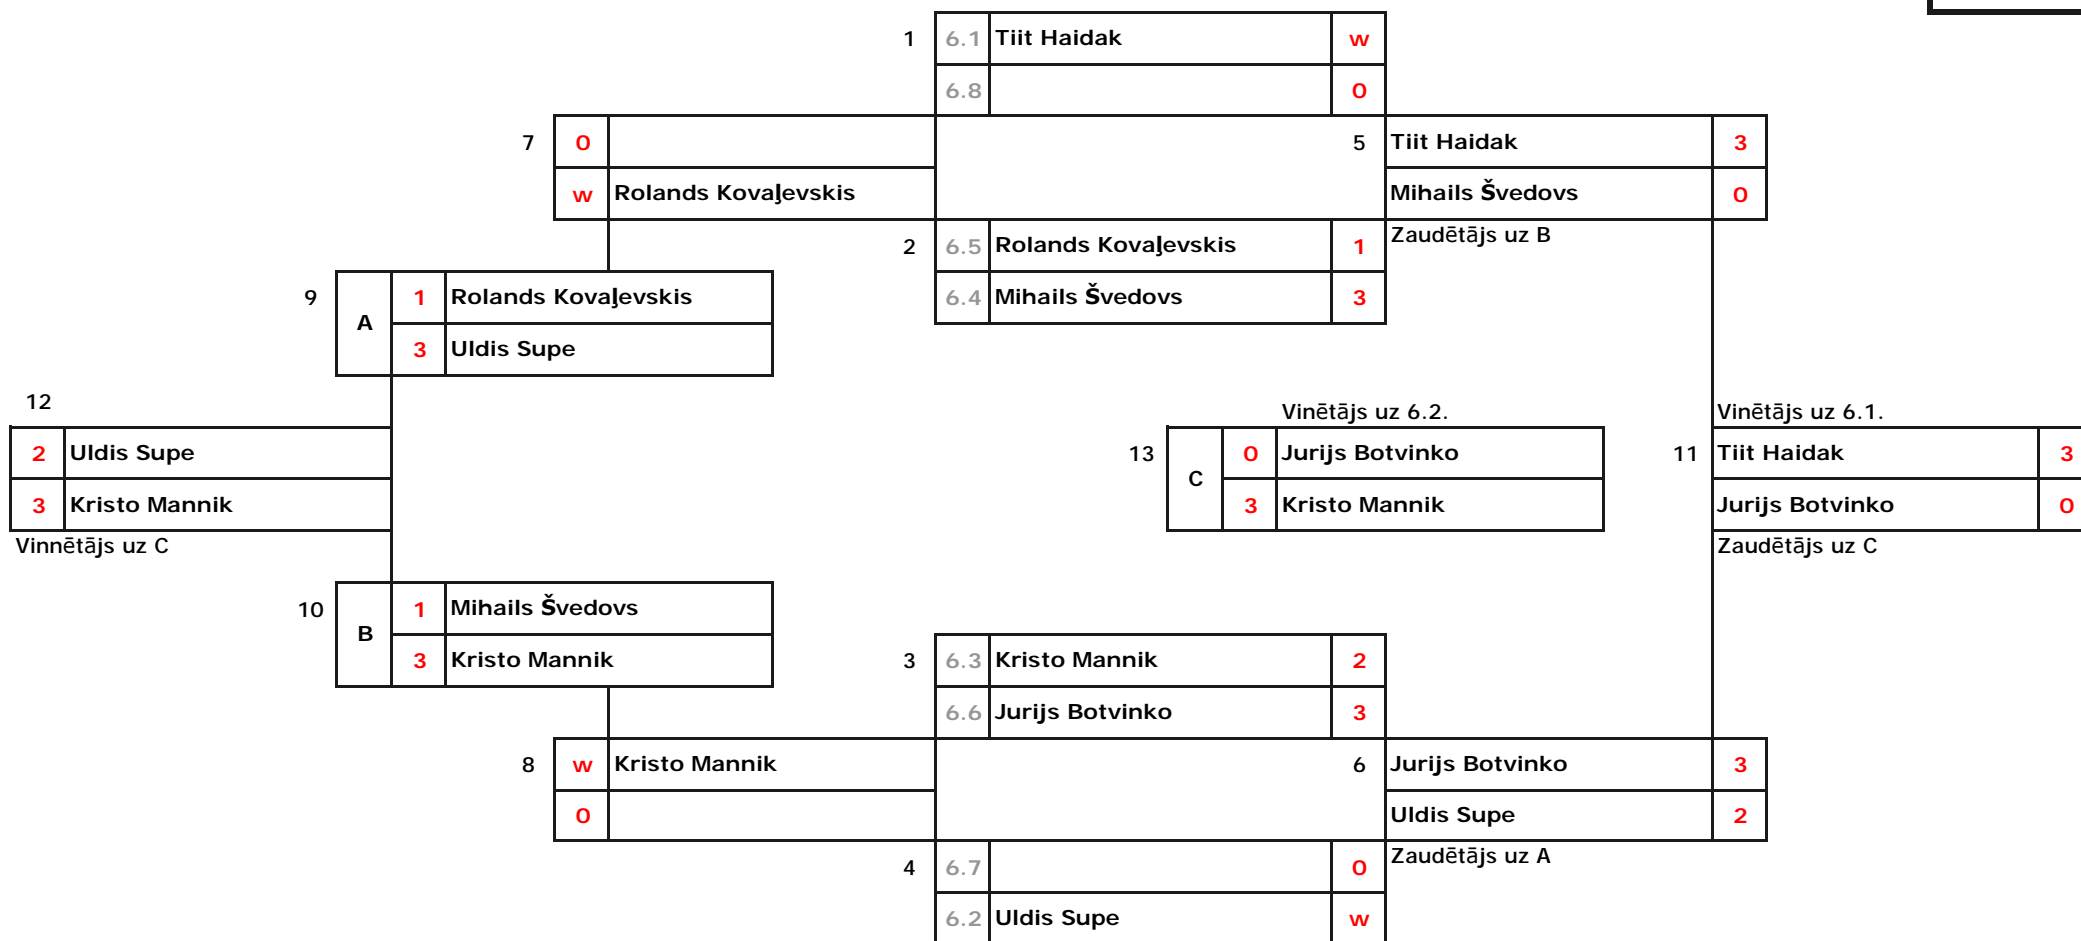 1 6.1 Tiit Haidak w
6.8 0
7 0
5 Tiit Haidak 3
w Rolands Kovaļevskis
Mihails Švedovs 0
2 6.5 Rolands Kovaļevskis 1
Zaudētājs uz B
9 A 1 Rolands Kovaļevskis
6.4 Mihails Švedovs 3
3 Uldis Supe
12
Vinētājs uz 6.2.
Vinētājs uz 6.1.
2 Uldis Supe
13 C 0 Jurijs Botvinko
11 Tiit Haidak 3
3 Kristo Mannik
3 Kristo Mannik
Jurijs Botvinko 0
Vinnētājs uz C
Zaudētājs uz C
10 B 1 Mihails Švedovs
3 Kristo Mannik
3 6.3 Kristo Mannik 2
6.6 Jurijs Botvinko 3
8 w Kristo Mannik
6 Jurijs Botvinko 3
0
Uldis Supe 2
4 6.7 0
Zaudētājs uz A
6.2 Uldis Supe w